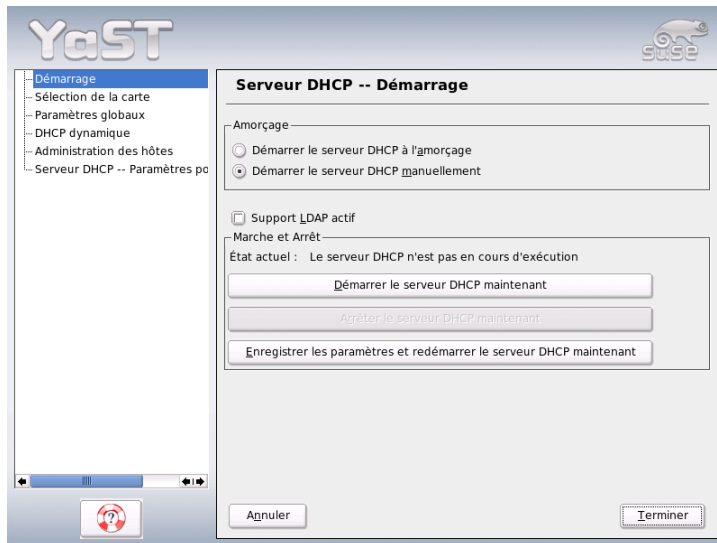 YaST
SUSE
Démarrage
Sélection de la carte
Paramètres globaux
DHCP dynamique
Administration des hôtes
Serveur DHCP -- Paramètres po
Serveur DHCP -- Démarrage
Amorçage
Démarrer le serveur DHCP à l'amorçage
Démarrer le serveur DHCP manuellement
Support LDAP actif
Marche et Arrêt
État actuel : Le serveur DHCP n'est pas en cours d'exécution
Démarrer le serveur DHCP maintenant
Arrêter le serveur DHCP maintenant
Enregistrer les paramètres et redémarrer le serveur DHCP maintenant
Annuler
Terminer